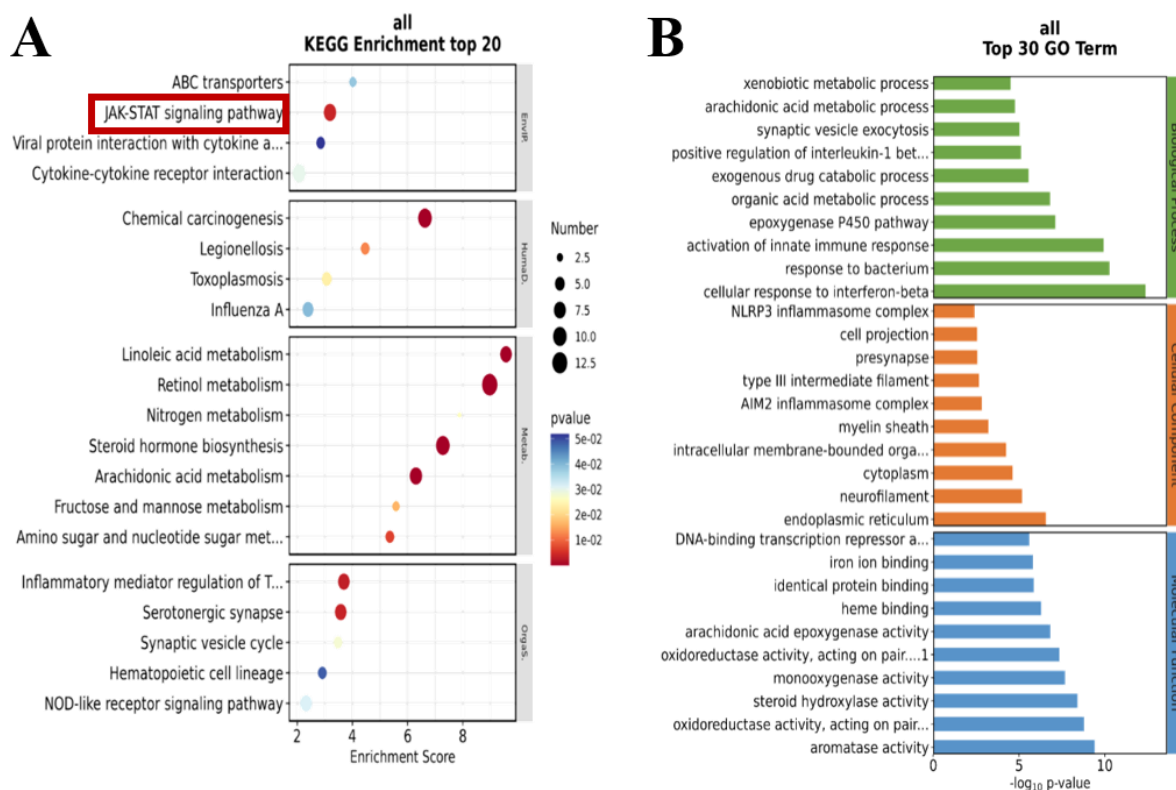 A
all
KEGG Enrichment top 20
ABC transporters
JAK-STAT signaling pathway
Viral protein interaction with cytokine a...
Cytokine-cytokine receptor interaction
EnvIP.
Chemical carcinogenesis
Legionellosis
Toxoplasmosis
Influenza A
HumaD.
Linoleic acid metabolism
Retinol metabolism
Nitrogen metabolism
Steroid hormone biosynthesis
Arachidonic acid metabolism
Fructose and mannose metabolism
Amino sugar and nucleotide sugar met...
Metab.
Inflammatory mediator regulation of T...
Serotonergic synapse
Synaptic vesicle cycle
Hematopoietic cell lineage
NOD-like receptor signaling pathway
OrgaS.
2 4 6 8
Enrichment Score
Number
2.5
5.0
7.5
10.0
12.5
pvalue
5e-02
4e-02
3e-02
2e-02
1e-02
B
all
Top 30 GO Term
xenobiotic metabolic process
arachidonic acid metabolic process
synaptic vesicle exocytosis
positive regulation of interleukin-1 bet...
exogenous drug catabolic process
organic acid metabolic process
epoxygenase P450 pathway
activation of innate immune response
response to bacterium
cellular response to interferon-beta
Biological Process
NLRP3 inflammasome complex
cell projection
presynapse
type III intermediate filament
AIM2 inflammasome complex
myelin sheath
intracellular membrane-bounded orga...
cytoplasm
neurofilament
endoplasmic reticulum
Cellular Component
DNA-binding transcription repressor a...
iron ion binding
identical protein binding
heme binding
arachidonic acid epoxygenase activity
oxidoreductase activity, acting on pair....1
monooxygenase activity
steroid hydroxylase activity
oxidoreductase activity, acting on pair...
aromatase activity
Molecular Function
0 5 10
-log₁₀ p-value